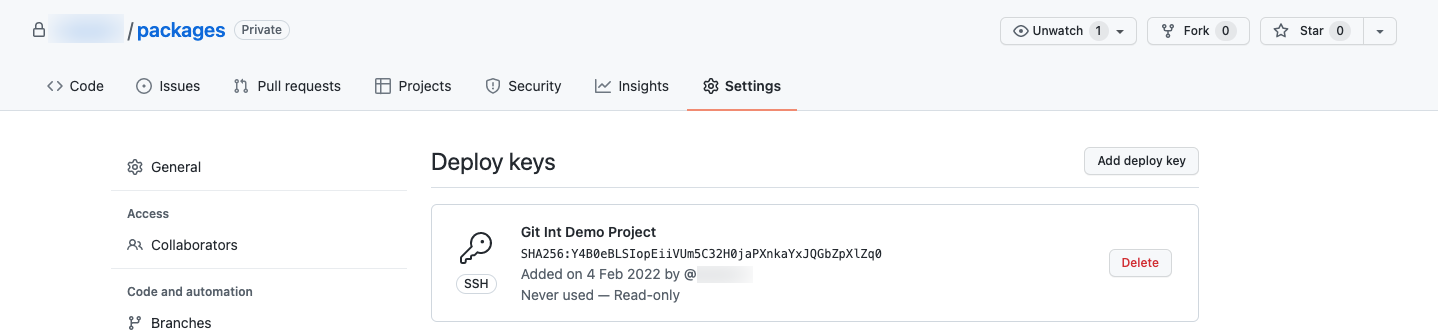 / packages Private
Unwatch 1
Fork 0
Star 0
Code
Issues
Pull requests
Projects
Security
Insights
Settings
General
Access
Collaborators
Code and automation
Branches
Deploy keys
Add deploy key
Git Int Demo Project
SHA256:Y4B0eBLSIopEiiVUm5C32H0jaPXnkaYxJQGbZpXlZq0
Added on 4 Feb 2022 by @
Never used — Read-only
SSH
Delete